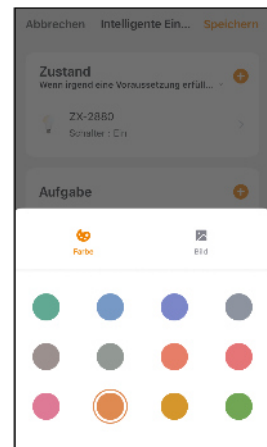 Abbrechen Intelligente Ein... Speichern
Zustand
Wenn irgend eine Voraussetzung erfüll...
ZX-2880
Schalter : Ein
Aufgabe
Farbe Bild